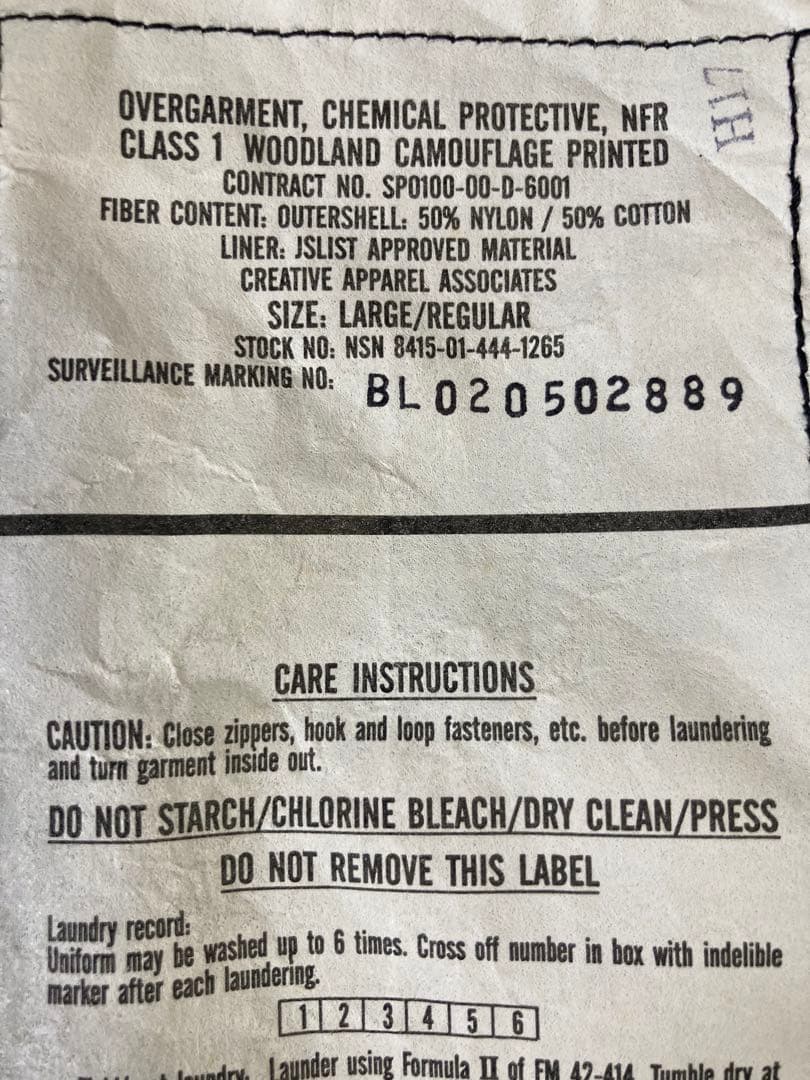 OVERGARMENT, CHEMICAL PROTECTIVE, NFR
CLASS 1 WOODLAND CAMOUFLAGE PRINTED
CONTRACT NO. SP0100-00-D-6001
FIBER CONTENT: OUTERSHELL: 50% NYLON / 50% COTTON
LINER: JSLIST APPROVED MATERIAL
CREATIVE APPAREL ASSOCIATES
SIZE: LARGE/REGULAR
STOCK NO: NSN 8415-01-444-1265
SURVEILLANCE MARKING NO: BL020502889
CARE INSTRUCTIONS
CAUTION: Close zippers, hook and loop fasteners, etc. before laundering
and turn garment inside out.
DO NOT STARCH/CHLORINE BLEACH/DRY CLEAN/PRESS
DO NOT REMOVE THIS LABEL
Laundry record:
Uniform may be washed up to 6 times. Cross off number in box with indelible
marker after each laundering.
1 2 3 4 5 6
laundry. Launder using Formula II of FM 42-414. Tumble dry at